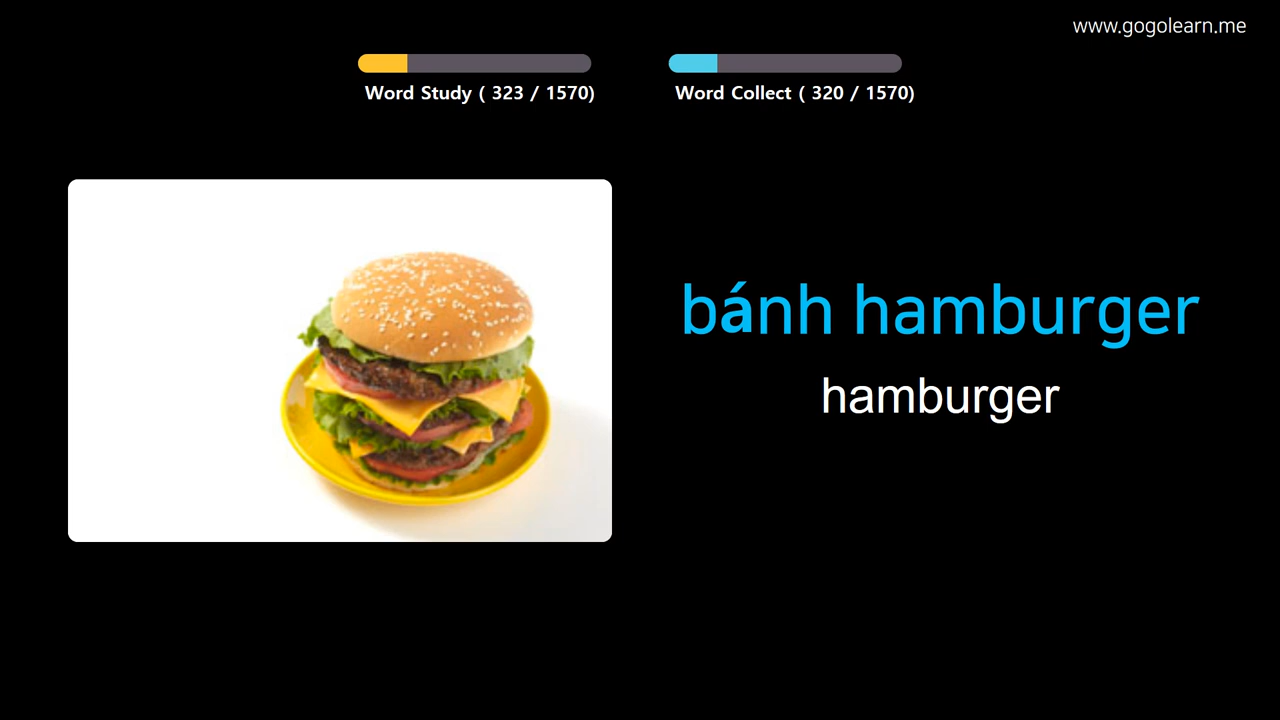 www.gogolearn.me
Word Study ( 323 / 1570)
Word Collect ( 320 / 1570)
bánh hamburger
hamburger